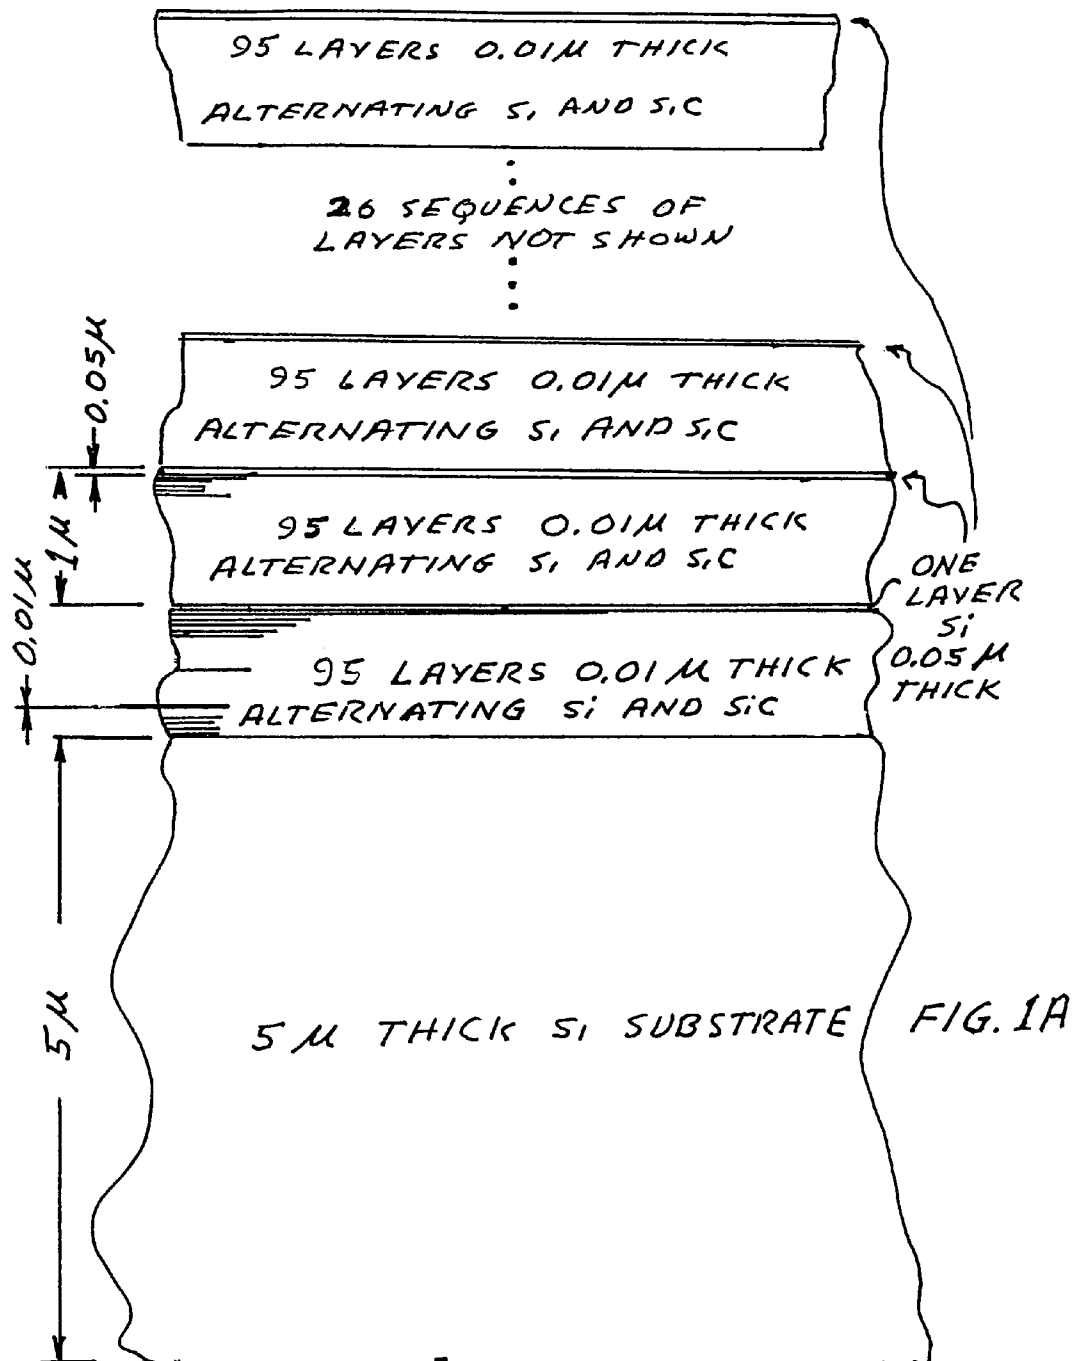 95 LAYERS 0.01µ THICK
ALTERNATING Si AND SiC
26 SEQUENCES OF
LAYERS NOT SHOWN
0.05µ
95 LAYERS 0.01µ THICK
ALTERNATING Si AND SiC
1µ
95 LAYERS 0.01µ THICK
ALTERNATING Si AND SiC
ONE
LAYER
Si
0.05µ
THICK
0.01µ
95 LAYERS 0.01µ THICK
ALTERNATING Si AND SiC
5µ
5µ THICK Si SUBSTRATE
FIG. 1A